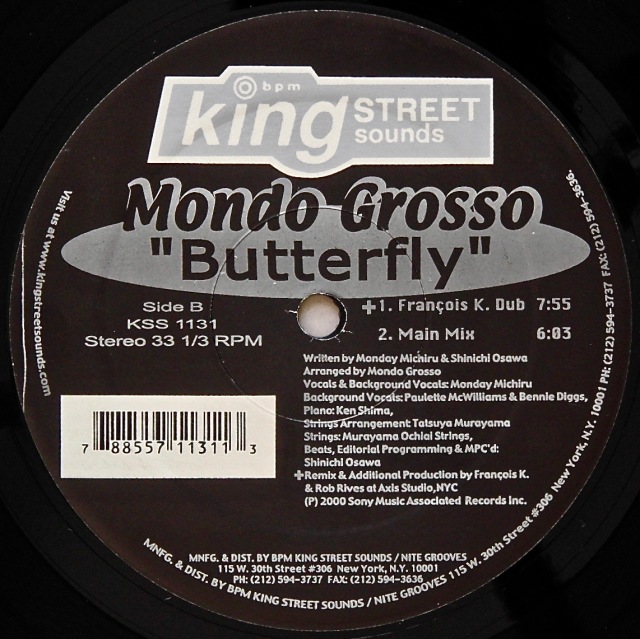 bpm
king STREET
sounds
Mondo Grosso
"Butterfly"
Side B
KSS 1131
Stereo 33 1/3 RPM
+1. François K. Dub 7:55
2. Main Mix 6:03
Written by Monday Michiru & Shinichi Osawa
Arranged by Mondo Grosso
Vocals & Background Vocals: Monday Michiru
Background Vocals: Paulette McWilliams & Bennie Diggs,
Piano: Ken Shima,
Strings Arrangement: Tatsuya Murayama
Strings: Murayama Ochiai Strings,
Beats, Editorial Programming & MPC'd:
Shinichi Osawa
+Remix & Additional Production by François K.
& Rob Rives at Axis Studio,NYC
(P) 2000 Sony Music Associated Records Inc.
7 88557 11311 3
MNFG. & DIST. BY BPM KING STREET SOUNDS / NITE GROOVES
115 W. 30th Street #306 New York, N.Y. 10001
PH: (212) 594-3737 FAX: (212) 594-3636
Visit us at www.kingstreetsounds.com
MNFG. & DIST. BY BPM KING STREET SOUNDS / NITE GROOVES 115 W. 30th Street #306 New York, N.Y. 10001 PH: (212) 594-3737 FAX: (212) 594-3636.